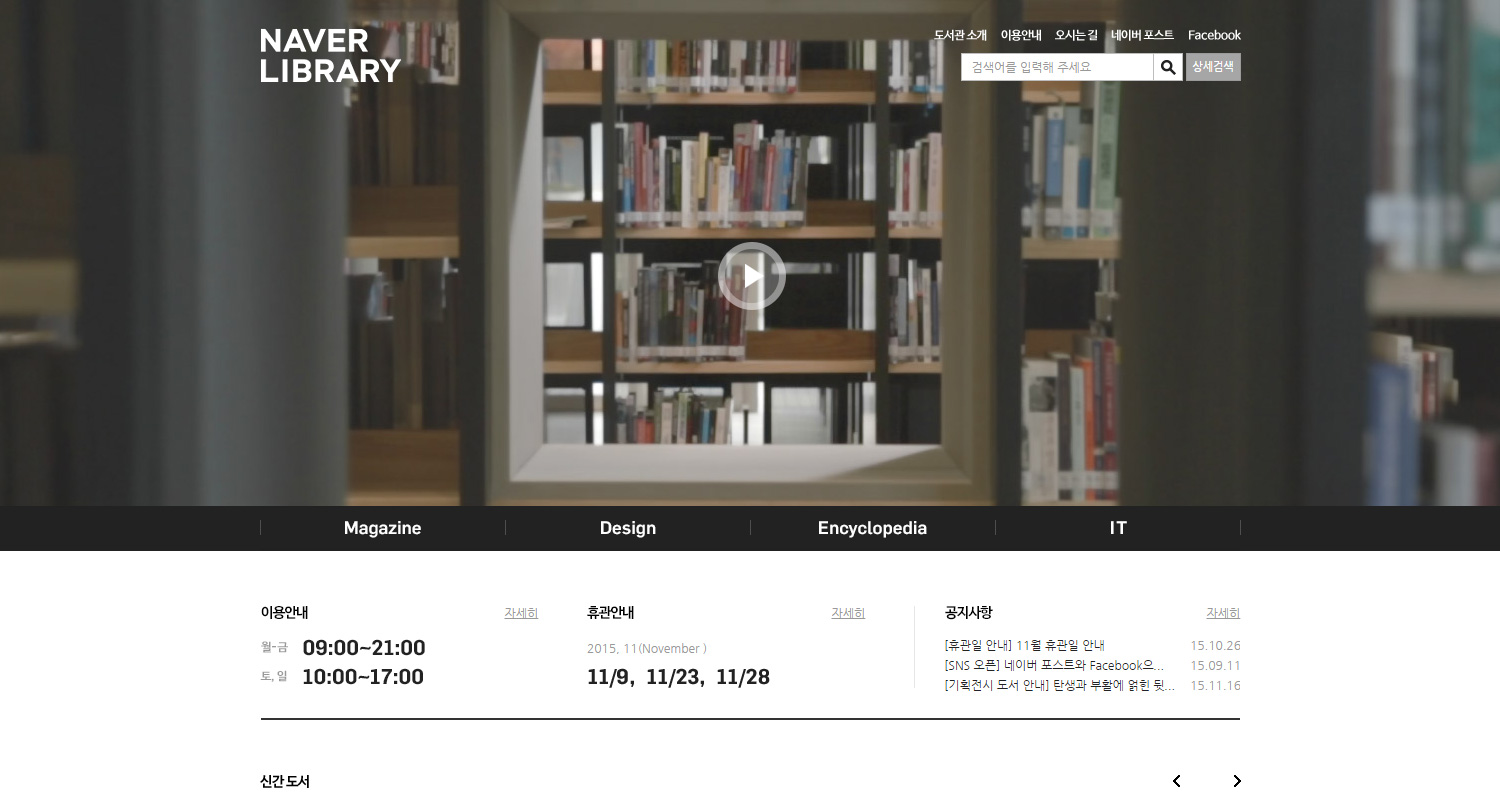 NAVER
LIBRARY
도서관 소개 이용안내 오시는 길 네이버 포스트 Facebook
검색어를 입력해 주세요 상세검색
Magazine Design Encyclopedia IT
이용안내 자세히
월-금 09:00~21:00
토, 일 10:00~17:00
휴관안내 자세히
2015. 11(November )
11/9, 11/23, 11/28
공지사항 자세히
[휴관일 안내] 11월 휴관일 안내 15.10.26
[SNS 오픈] 네이버 포스트와 Facebook으... 15.09.11
[기획전시 도서 안내] 탄생과 부활에 얽힌 뒷... 15.11.16
신간 도서